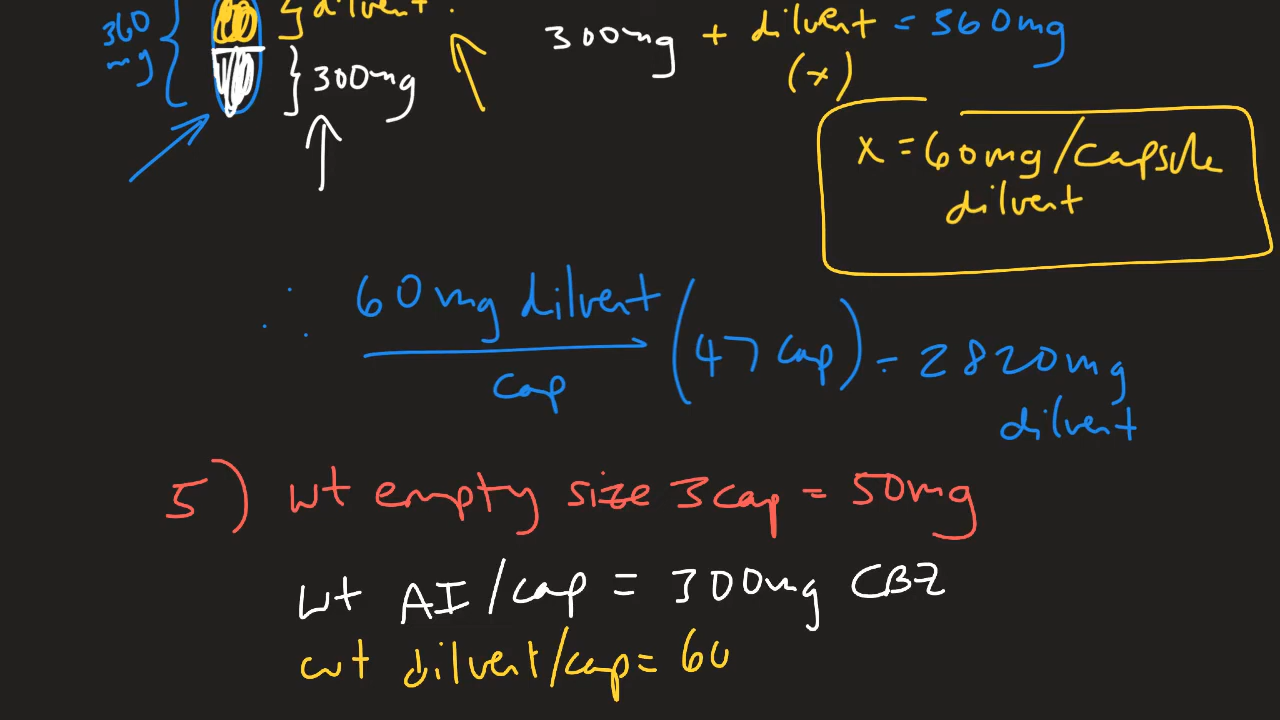 360 mg } diluent.
} 300mg
300mg + diluent = 360mg
(x)
x = 60mg/capsule
diluent
∴ 60mg diluent / cap (47 cap) = 2820mg
diluent
5) wt empty size 3 cap = 50mg
wt AI/cap = 300mg CBZ
wt diluent/cap = 60